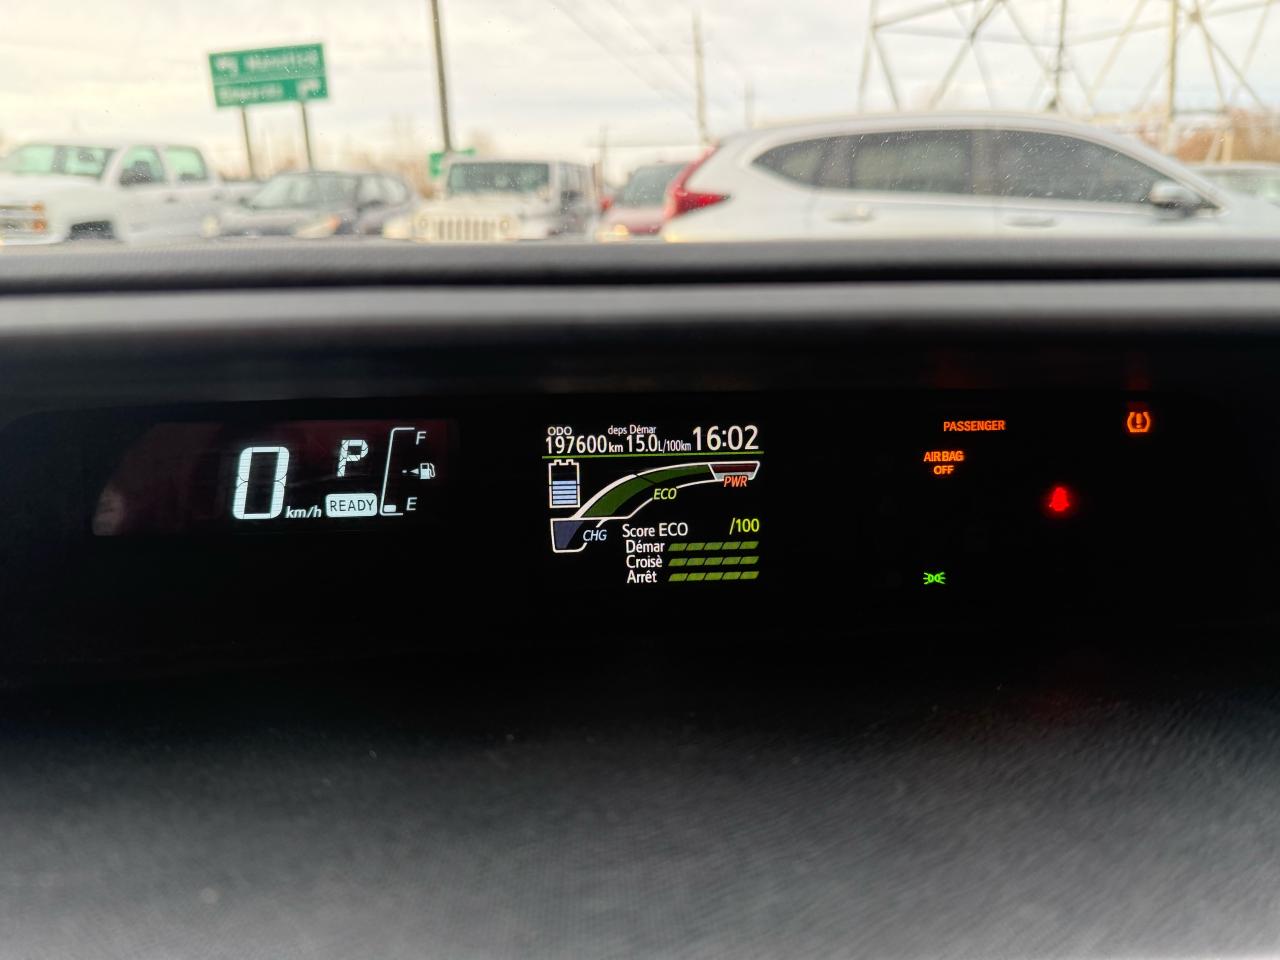 0 km/h
P
READY
F
E
ODO
deps Démar
197600 km 15.0L/100km 16:02
ECO
PWR
CHG
Score ECO /100
Démar
Croisè
Arrêt
PASSENGER
AIRBAG
OFF